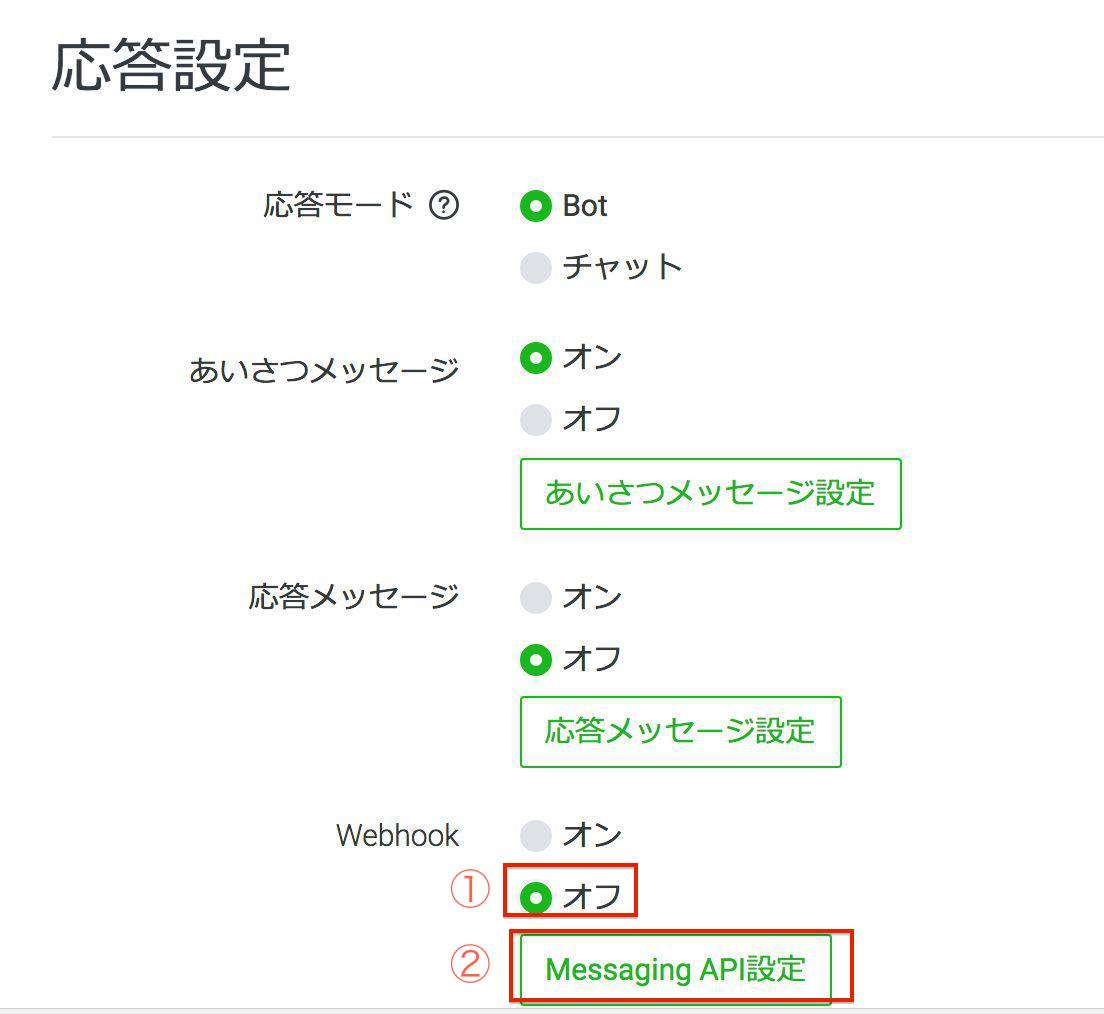 応答設定
応答モード ? Bot
チャット
あいさつメッセージ オン
オフ
あいさつメッセージ設定
応答メッセージ オン
オフ
応答メッセージ設定
Webhook オン
① オフ
② Messaging API設定